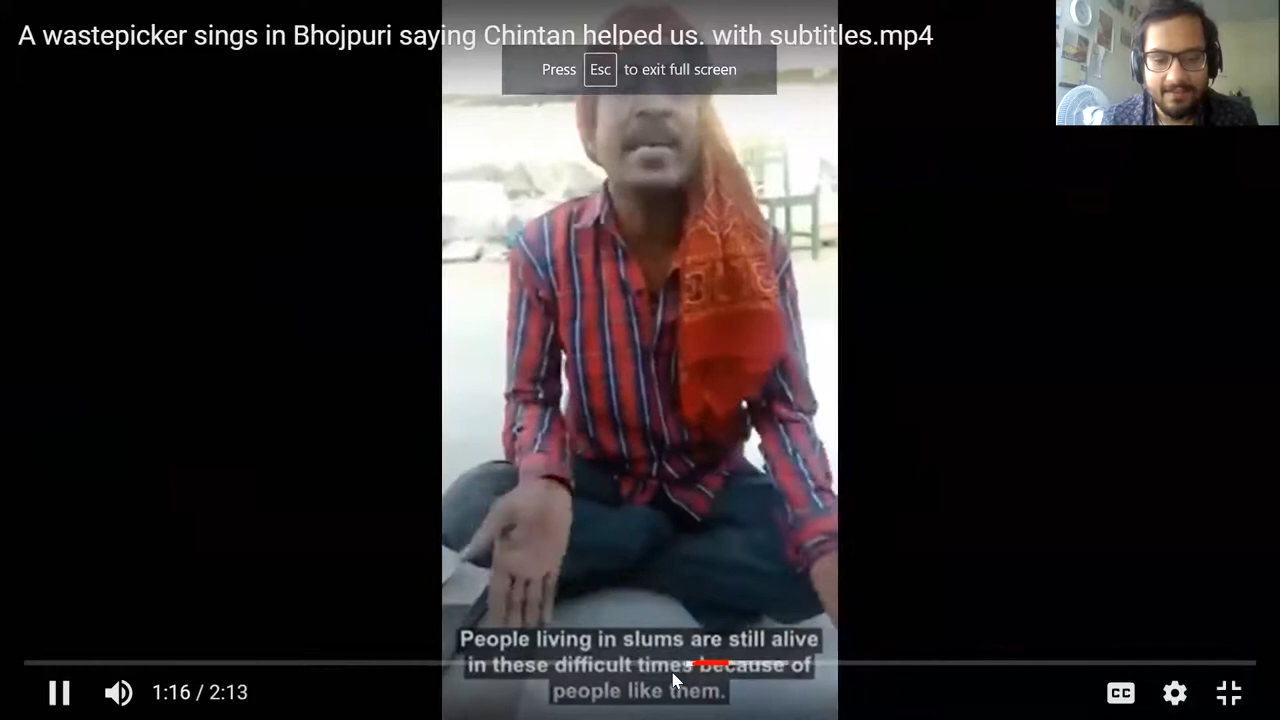 A wastepicker sings in Bhojpuri saying Chintan helped us. with subtitles.mp4
Press Esc to exit full screen
People living in slums are still alive
in these difficult times because of
people like them.
1:16 / 2:13
CC